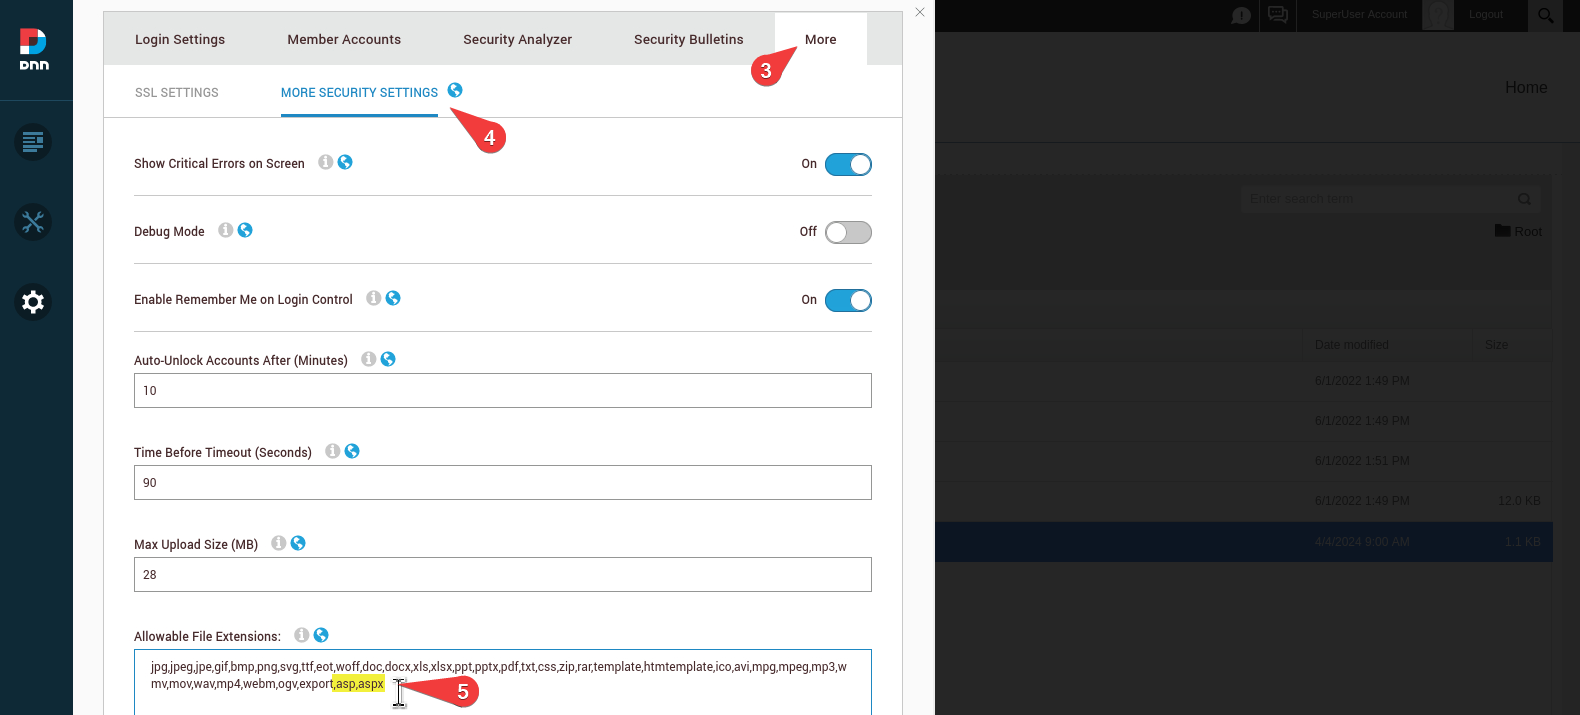 SuperUser Account
Logout
DNN
Login Settings
Member Accounts
Security Analyzer
Security Bulletins
More
3
Home
SSL SETTINGS
MORE SECURITY SETTINGS
4
Show Critical Errors on Screen
On
Enter search term
Debug Mode
Off
Root
Enable Remember Me on Login Control
On
Auto-Unlock Accounts After (Minutes)
10
Date modified
Size
6/1/2022 1:49 PM
6/1/2022 1:49 PM
Time Before Timeout (Seconds)
90
6/1/2022 1:51 PM
6/1/2022 1:49 PM
12.0 KB
Max Upload Size (MB)
28
4/4/2024 9:00 AM
1.1 KB
Allowable File Extensions:
jpg,jpeg,jpe,gif,bmp,png,svg,ttf,eot,woff,doc,docx,xls,xlsx,ppt,pptx,pdf,txt,css,zip,rar,template,htmtemplate,ico,avi,mpg,mpeg,mp3,w
mv,mov,wav,mp4,webm,ogv,export,asp,aspx
5